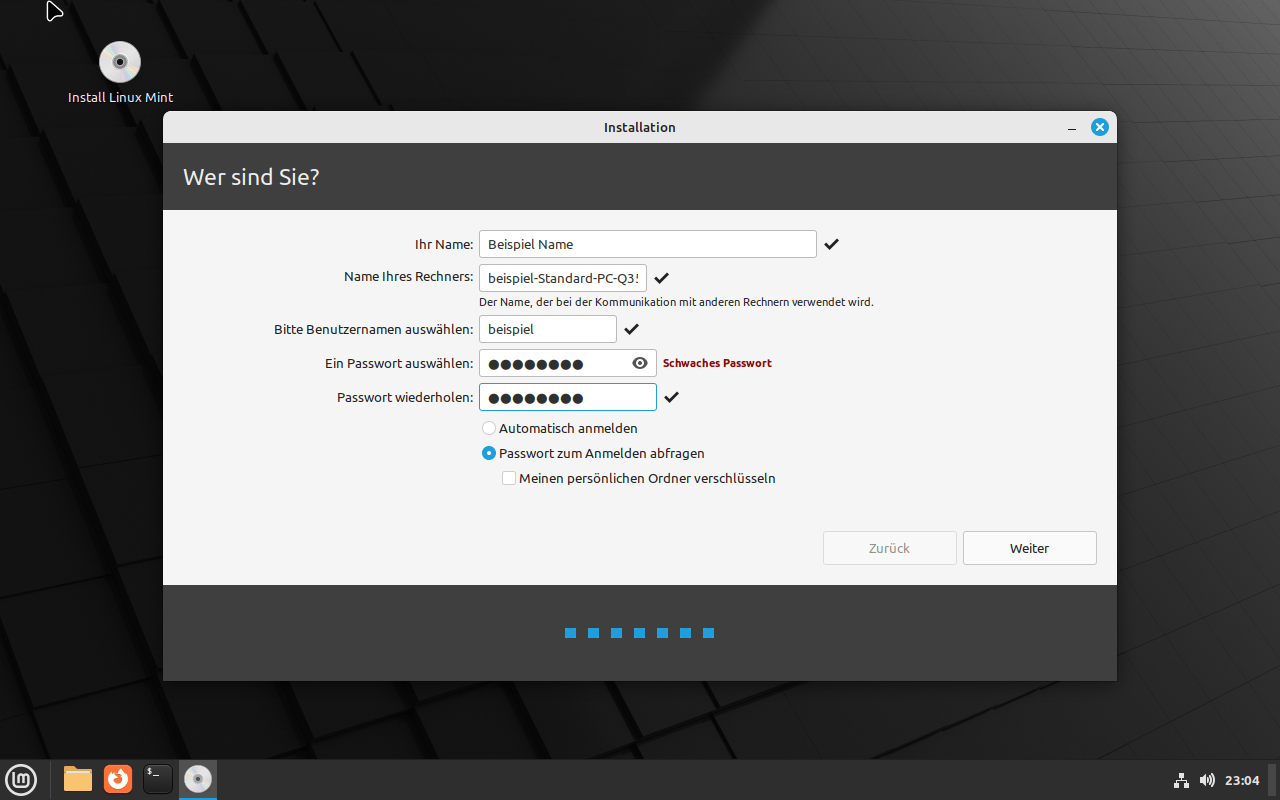 Install Linux Mint
Installation
Wer sind Sie?
Ihr Name: Beispiel Name
Name Ihres Rechners: beispiel-Standard-PC-Q35
Der Name, der bei der Kommunikation mit anderen Rechnern verwendet wird.
Bitte Benutzernamen auswählen: beispiel
Ein Passwort auswählen: ●●●●●●●● Schwaches Passwort
Passwort wiederholen: ●●●●●●●●
Automatisch anmelden
Passwort zum Anmelden abfragen
Meinen persönlichen Ordner verschlüsseln
Zurück Weiter
lm $_ 23:04